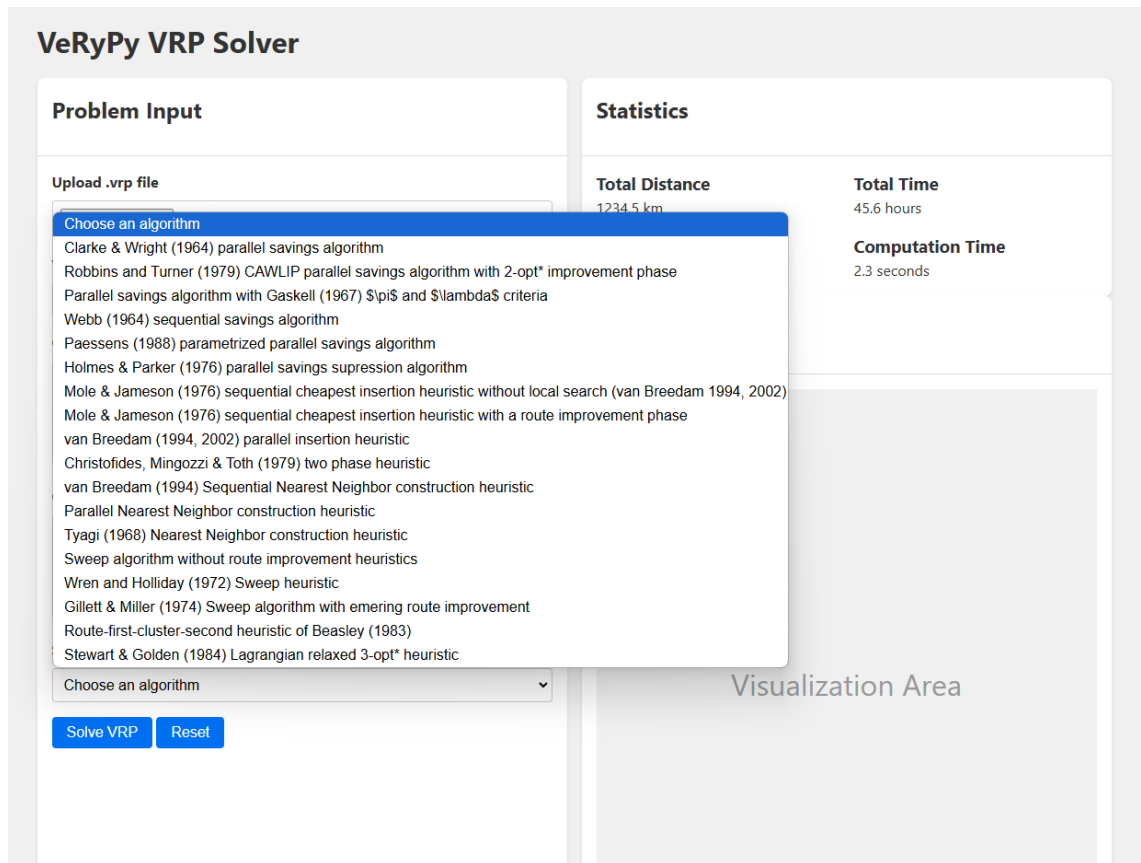 VeRyPy VRP Solver
Problem Input
Upload .vrp file
Choose an algorithm
Clarke & Wright (1964) parallel savings algorithm
Robbins and Turner (1979) CAWLIP parallel savings algorithm with 2-opt* improvement phase
Parallel savings algorithm with Gaskell (1967) $\pi$ and $\lambda$ criteria
Webb (1964) sequential savings algorithm
Paessens (1988) parametrized parallel savings algorithm
Holmes & Parker (1976) parallel savings supression algorithm
Mole & Jameson (1976) sequential cheapest insertion heuristic without local search (van Breedam 1994, 2002)
Mole & Jameson (1976) sequential cheapest insertion heuristic with a route improvement phase
van Breedam (1994, 2002) parallel insertion heuristic
Christofides, Mingozzi & Toth (1979) two phase heuristic
van Breedam (1994) Sequential Nearest Neighbor construction heuristic
Parallel Nearest Neighbor construction heuristic
Tyagi (1968) Nearest Neighbor construction heuristic
Sweep algorithm without route improvement heuristics
Wren and Holliday (1972) Sweep heuristic
Gillett & Miller (1974) Sweep algorithm with emering route improvement
Route-first-cluster-second heuristic of Beasley (1983)
Stewart & Golden (1984) Lagrangian relaxed 3-opt* heuristic
Choose an algorithm
Solve VRP Reset
Statistics
Total Distance
1234.5 km
Total Time
45.6 hours
Computation Time
2.3 seconds
Visualization Area